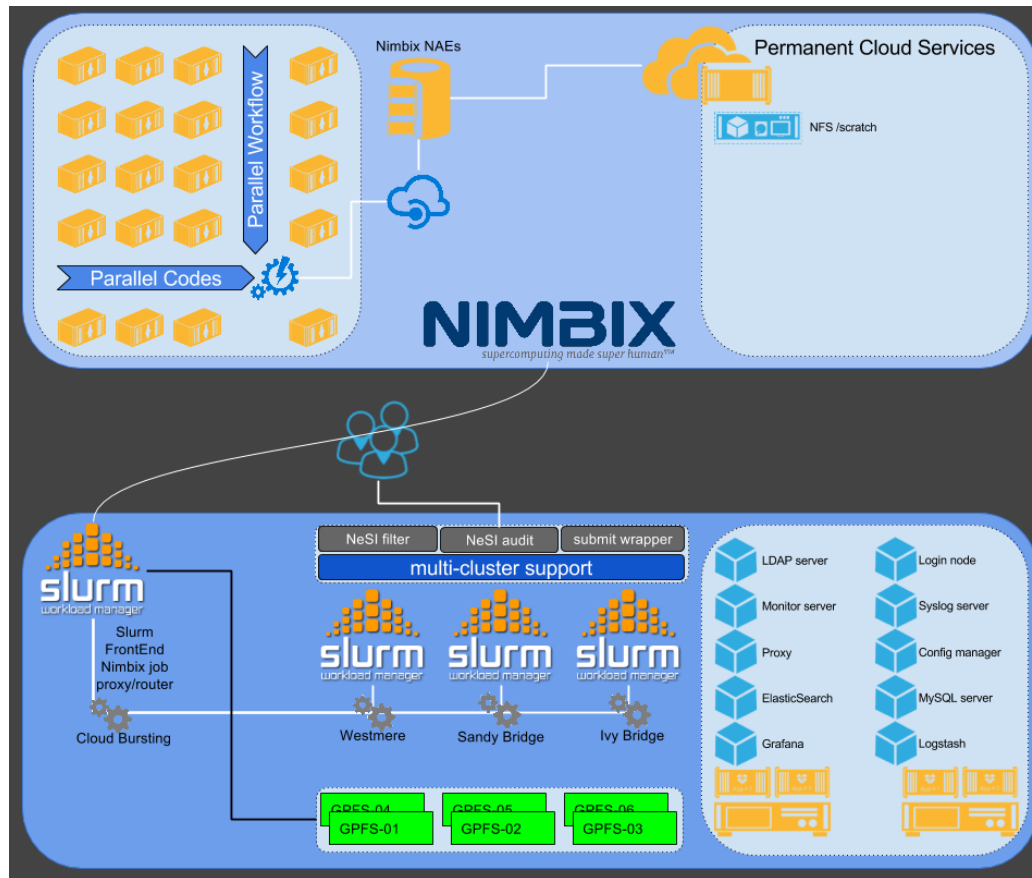 Nimbix NAEs
Permanent Cloud Services
NFS /scratch
Parallel Workflow
Parallel Codes
NIMBIX
supercomputing made super human™
NeSI filter
NeSI audit
submit wrapper
multi-cluster support
slurm
workload manager
Slurm
FrontEnd
Nimbix job
proxy/router
Cloud Bursting
slurm
workload manager
slurm
workload manager
slurm
workload manager
Westmere
Sandy Bridge
Ivy Bridge
GPFS-04
GPFS-05
GPFS-06
GPFS-01
GPFS-02
GPFS-03
LDAP server
Login node
Monitor server
Syslog server
Proxy
Config manager
ElasticSearch
MySQL server
Grafana
Logstash